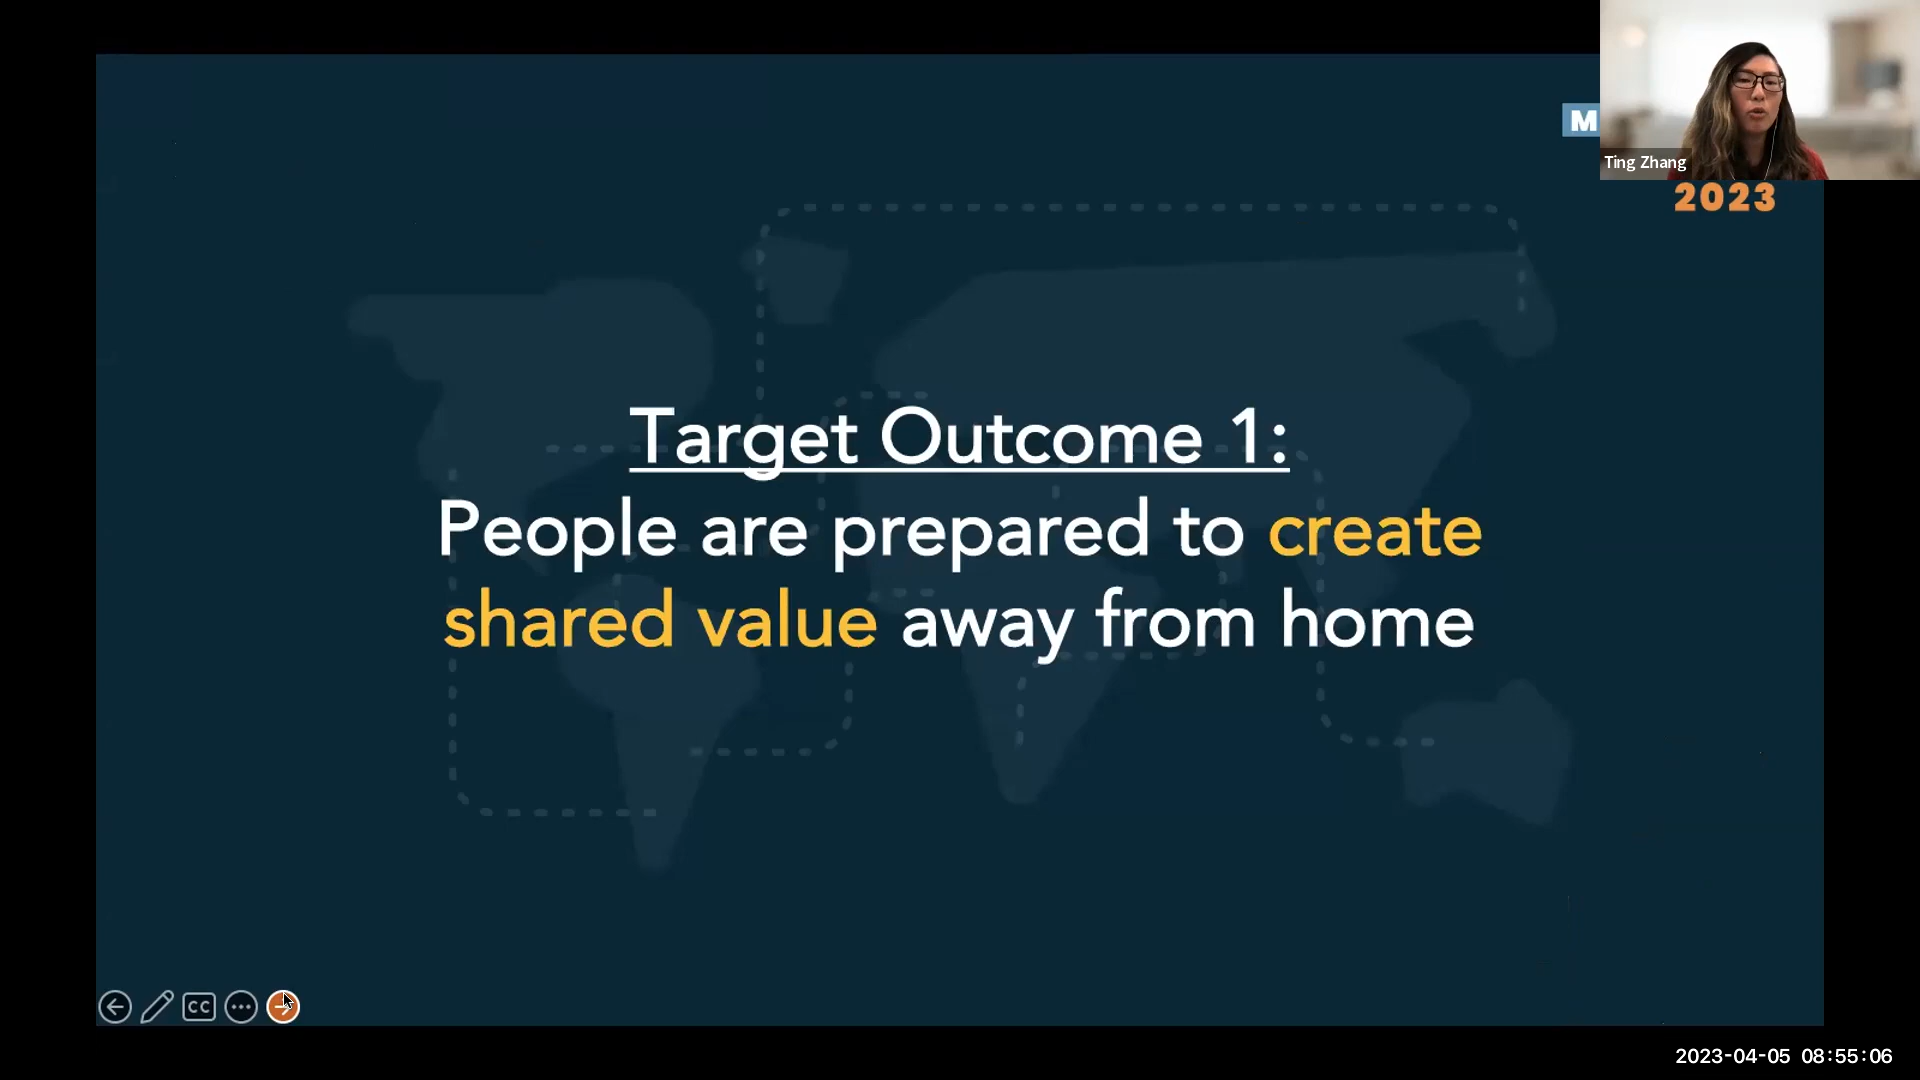 M
Ting Zhang
2023
Target Outcome 1:
People are prepared to create
shared value away from home
CC
2023-04-05 08:55:06